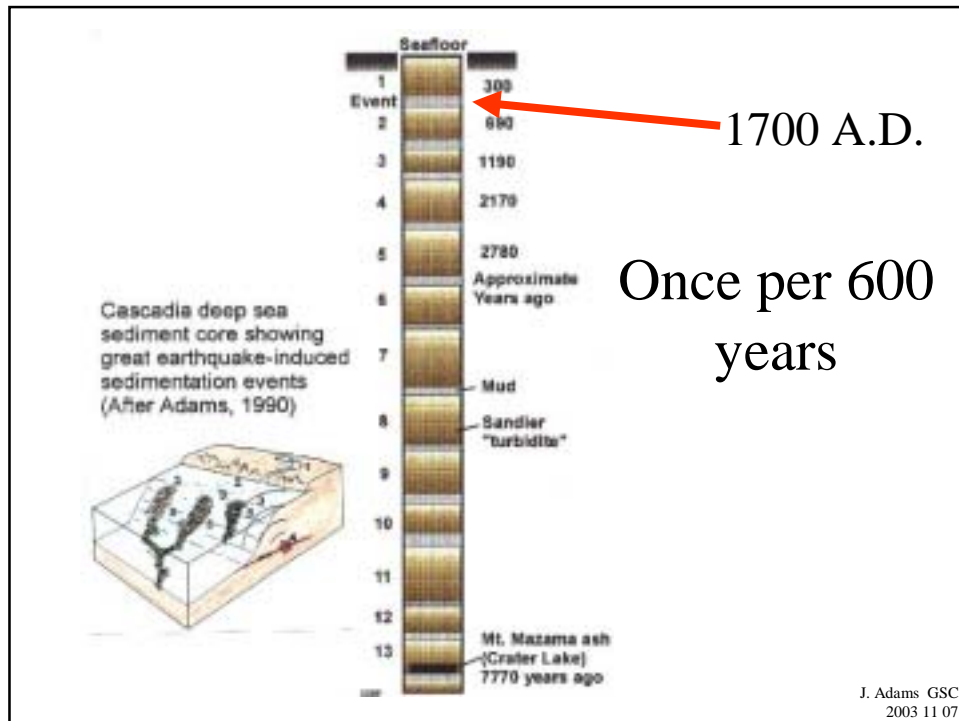 Seafloor
1
300
Event
2
690
3
1190
4
2170
5
2780
Approximate
Years ago
6
7
Mud
8
Sandier
"turbidite"
9
10
11
12
13
Mt. Mazama ash
(Crater Lake)
7770 years ago
1700 A.D.
Once per 600
years
Cascadia deep sea
sediment core showing
great earthquake-induced
sedimentation events
(After Adams, 1990)
J. Adams GSC
2003 11 07